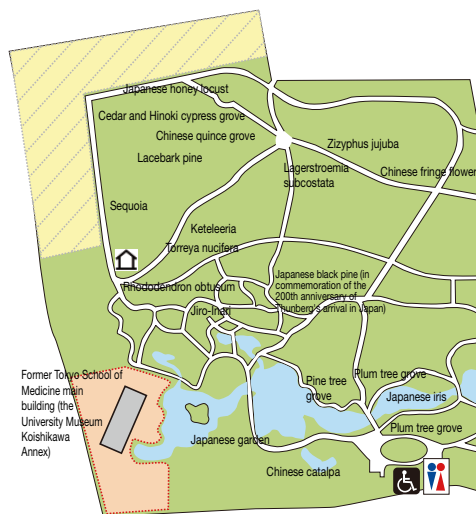 Japanese honey locust
Cedar and Hinoki cypress grove
Chinese quince grove
Zizyphus jujuba
Lacebark pine
Lagerstroemia
subcostata
Chinese fringe flower
Sequoia
Keteleeria
Torreya nucifera
Rhododendron obtusum
Japanese black pine (in
commemoration of the
200th anniversary of
Thunberg's arrival in Japan)
Jiro-Inari
Former Tokyo School of
Medicine main
building (the
University Museum
Koishikawa
Annex)
Pine tree
grove
Plum tree grove
Japanese iris
Plum tree grove
Japanese garden
Chinese catalpa